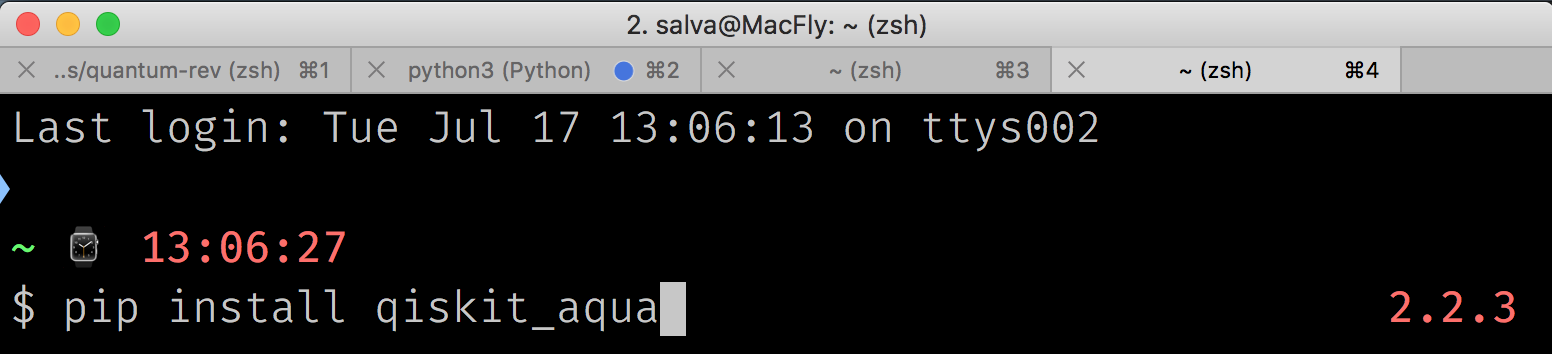 2. salva@MacFly: ~ (zsh)
..s/quantum-rev (zsh) ⌘1 python3 (Python) ⌘2 ~ (zsh) ⌘3 ~ (zsh) ⌘4
Last login: Tue Jul 17 13:06:13 on ttys002
~ ⌚ 13:06:27
$ pip install qiskit_aqua 2.2.3